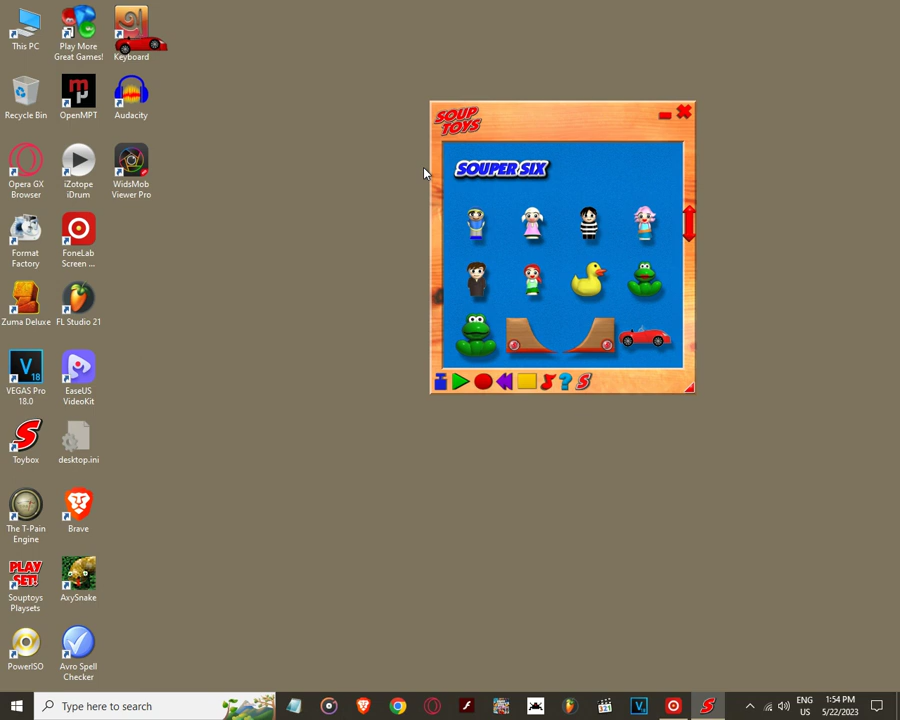 This PC
Play More
Great Games!
Keyboard
Recycle Bin
OpenMPT
Audacity
Opera GX
Browser
iZotope
iDrum
WidsMob
Viewer Pro
Format
Factory
FoneLab
Screen ...
Zuma Deluxe
FL Studio 21
VEGAS Pro
18.0
EaseUS
VideoKit
Toybox
desktop.ini
The T-Pain
Engine
Brave
PLAY
SET!
Souptoys
Playsets
AxySnake
PowerISO
Avro Spell
Checker
SOUP
TOYS
SOUPER SIX
Type here to search
ENG
US
1:54 PM
5/22/2023